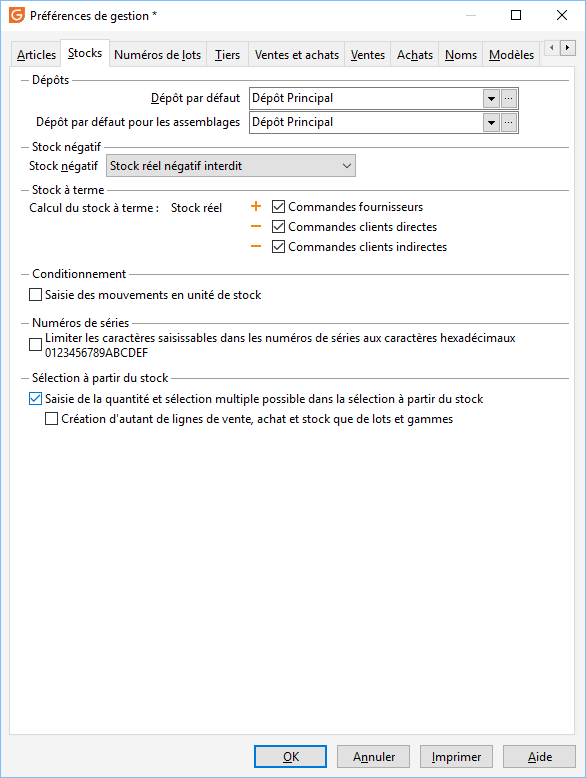 Préférences de gestion *
Articles Stocks Numéros de lots Tiers Ventes et achats Ventes Achats Noms Modèles
Dépôts
Dépôt par défaut Dépôt Principal ...
Dépôt par défaut pour les assemblages Dépôt Principal ...
Stock négatif
Stock négatif Stock réel négatif interdit
Stock à terme
Calcul du stock à terme : Stock réel + Commandes fournisseurs
− Commandes clients directes
− Commandes clients indirectes
Conditionnement
Saisie des mouvements en unité de stock
Numéros de séries
Limiter les caractères saisissables dans les numéros de séries aux caractères hexadécimaux
0123456789ABCDEF
Sélection à partir du stock
Saisie de la quantité et sélection multiple possible dans la sélection à partir du stock
Création d'autant de lignes de vente, achat et stock que de lots et gammes
OK Annuler Imprimer Aide